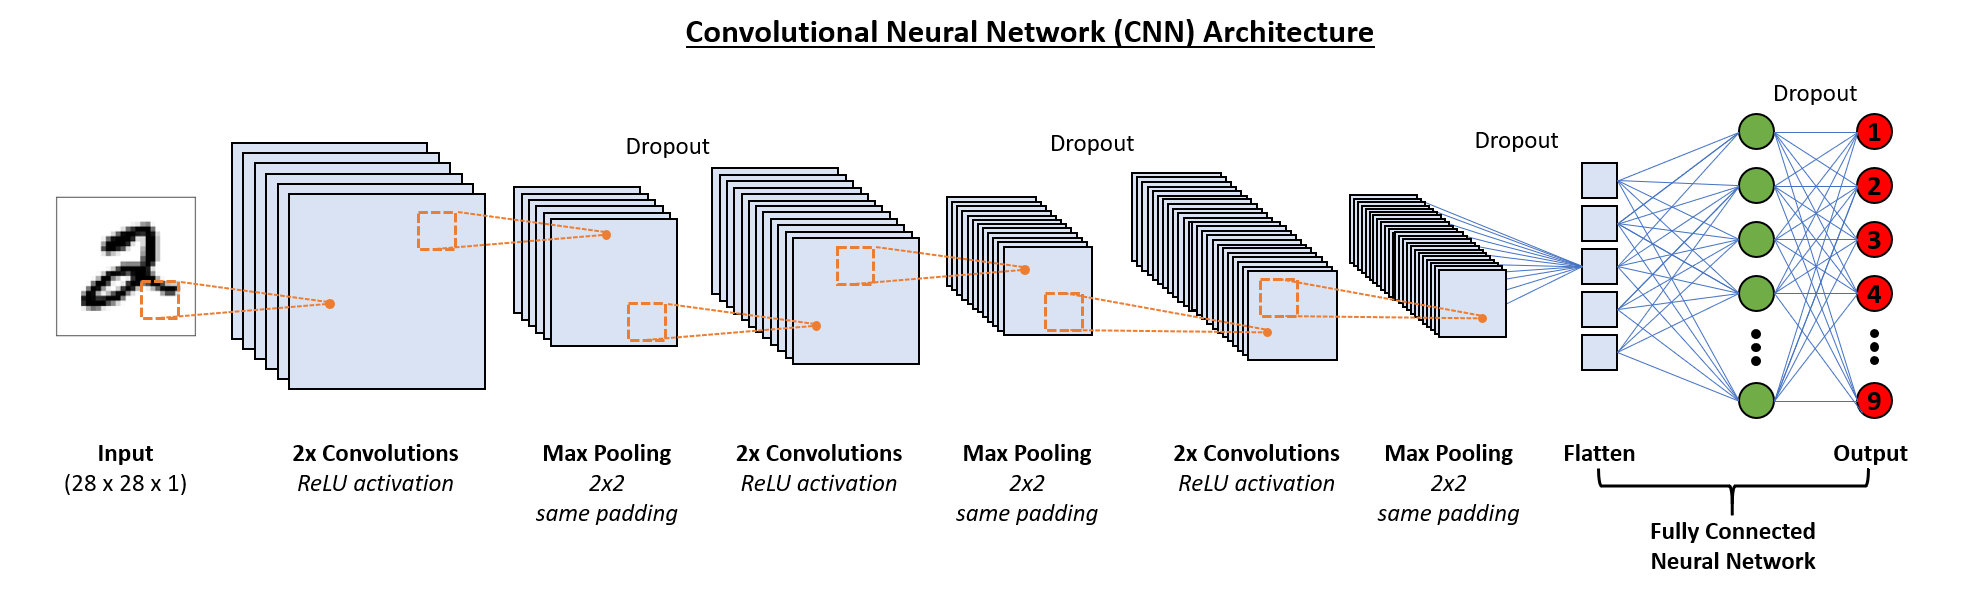 Convolutional Neural Network (CNN) Architecture
Dropout
Dropout
Dropout
Dropout
1
2
3
4
9
Input
(28 x 28 x 1)
2x Convolutions
ReLU activation
Max Pooling
2x2
same padding
2x Convolutions
ReLU activation
Max Pooling
2x2
same padding
2x Convolutions
ReLU activation
Max Pooling
2x2
same padding
Flatten
Output
Fully Connected
Neural Network
2